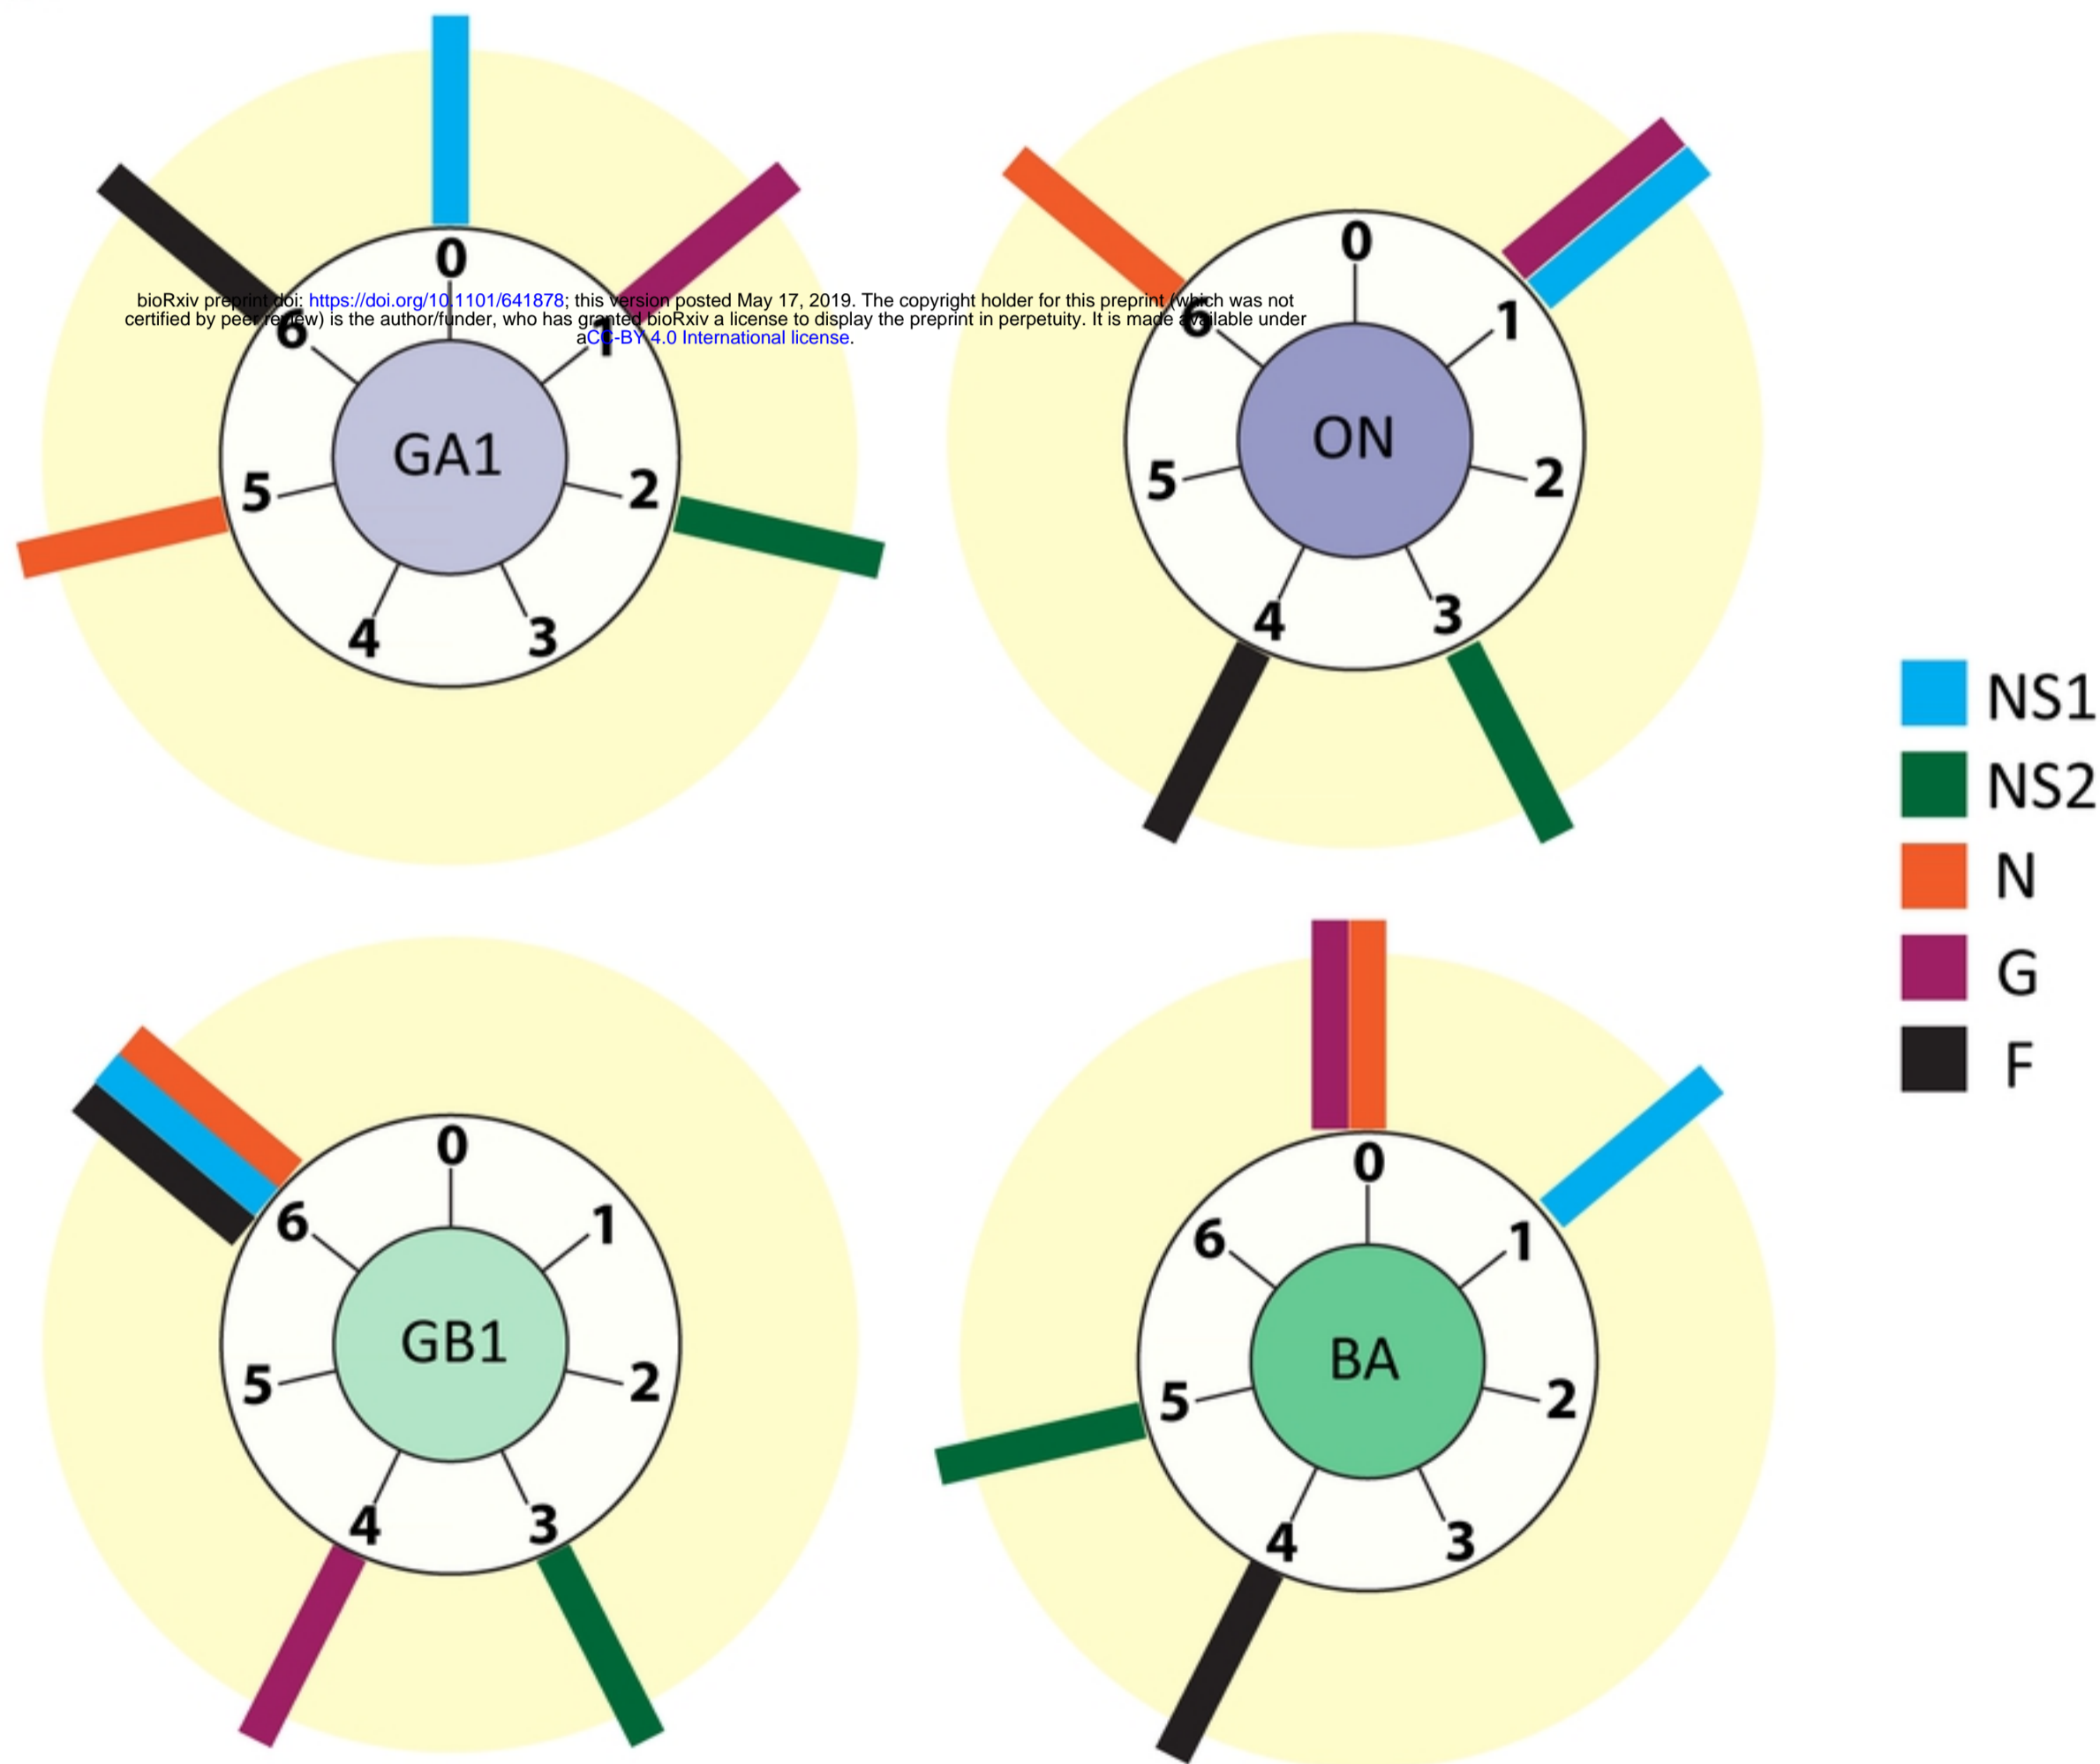 0
1
2
3
4
5
6
GA1
0
1
2
3
4
5
6
ON
bioRxiv preprint doi: https://doi.org/10.1101/641878; this version posted May 17, 2019. The copyright holder for this preprint (which was not
certified by peer review) is the author/funder, who has granted bioRxiv a license to display the preprint in perpetuity. It is made available under
aCC-BY 4.0 International license.
NS1
NS2
N
G
F
0
1
2
3
4
5
6
GB1
0
1
2
3
4
5
6
BA